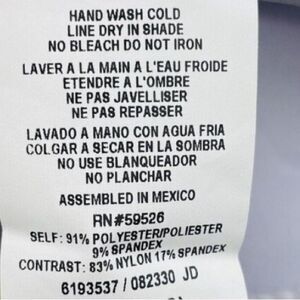 HAND WASH COLD
LINE DRY IN SHADE
NO BLEACH DO NOT IRON
LAVER A LA MAIN A L'EAU FROIDE
ETENDRE A L'OMBRE
NE PAS JAVELLISER
NE PAS REPASSER
LAVADO A MANO CON AGUA FRIA
COLGAR A SECAR EN LA SOMBRA
NO USE BLANQUEADOR
NO PLANCHAR
ASSEMBLED IN MEXICO
RN#59526
SELF: 91% POLYESTER/POLIESTER
9% SPANDEX
CONTRAST: 83% NYLON 17% SPANDEX
6193537 / 082330 JD